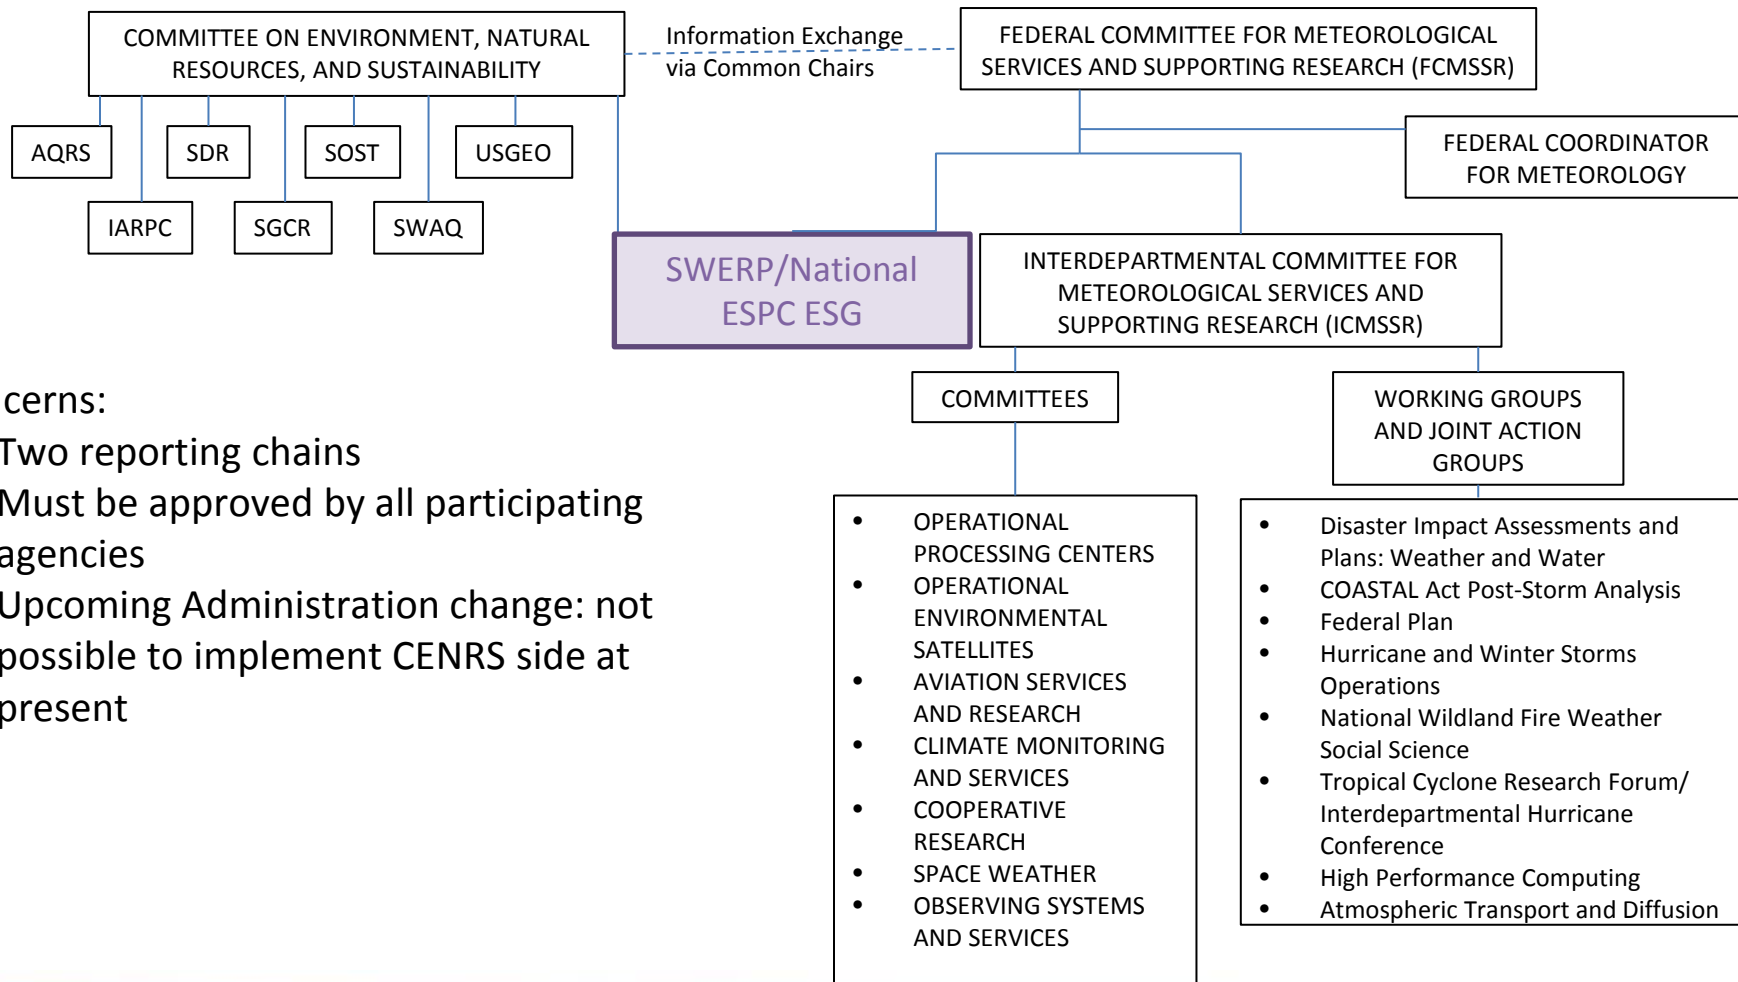 COMMITTEE ON ENVIRONMENT, NATURAL
RESOURCES, AND SUSTAINABILITY
Information Exchange
via Common Chairs
FEDERAL COMMITTEE FOR METEOROLOGICAL
SERVICES AND SUPPORTING RESEARCH (FCMSSR)
AQRS
SDR
SOST
USGEO
FEDERAL COORDINATOR
FOR METEOROLOGY
IARPC
SGCR
SWAQ
SWERP/National
ESPC ESG
INTERDEPARTMENTAL COMMITTEE FOR
METEOROLOGICAL SERVICES AND
SUPPORTING RESEARCH (ICMSSR)
cerns:
Two reporting chains
Must be approved by all participating
agencies
Upcoming Administration change: not
possible to implement CENRS side at
present
COMMITTEES
WORKING GROUPS
AND JOINT ACTION
GROUPS
• OPERATIONAL
PROCESSING CENTERS
• OPERATIONAL
ENVIRONMENTAL
SATELLITES
• AVIATION SERVICES
AND RESEARCH
• CLIMATE MONITORING
AND SERVICES
• COOPERATIVE
RESEARCH
• SPACE WEATHER
• OBSERVING SYSTEMS
AND SERVICES
• Disaster Impact Assessments and
Plans: Weather and Water
• COASTAL Act Post-Storm Analysis
• Federal Plan
• Hurricane and Winter Storms
Operations
• National Wildland Fire Weather
Social Science
• Tropical Cyclone Research Forum/
Interdepartmental Hurricane
Conference
• High Performance Computing
• Atmospheric Transport and Diffusion